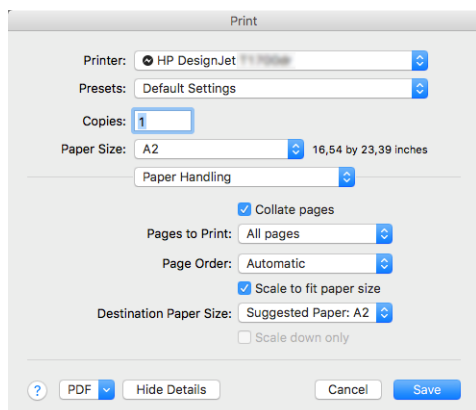 Print
Printer: HP DesignJet
Presets: Default Settings
Copies: 1
Paper Size: A2 16,54 by 23,39 inches
Paper Handling
Collate pages
Pages to Print: All pages
Page Order: Automatic
Scale to fit paper size
Destination Paper Size: Suggested Paper: A2
Scale down only
? PDF Hide Details Cancel Save